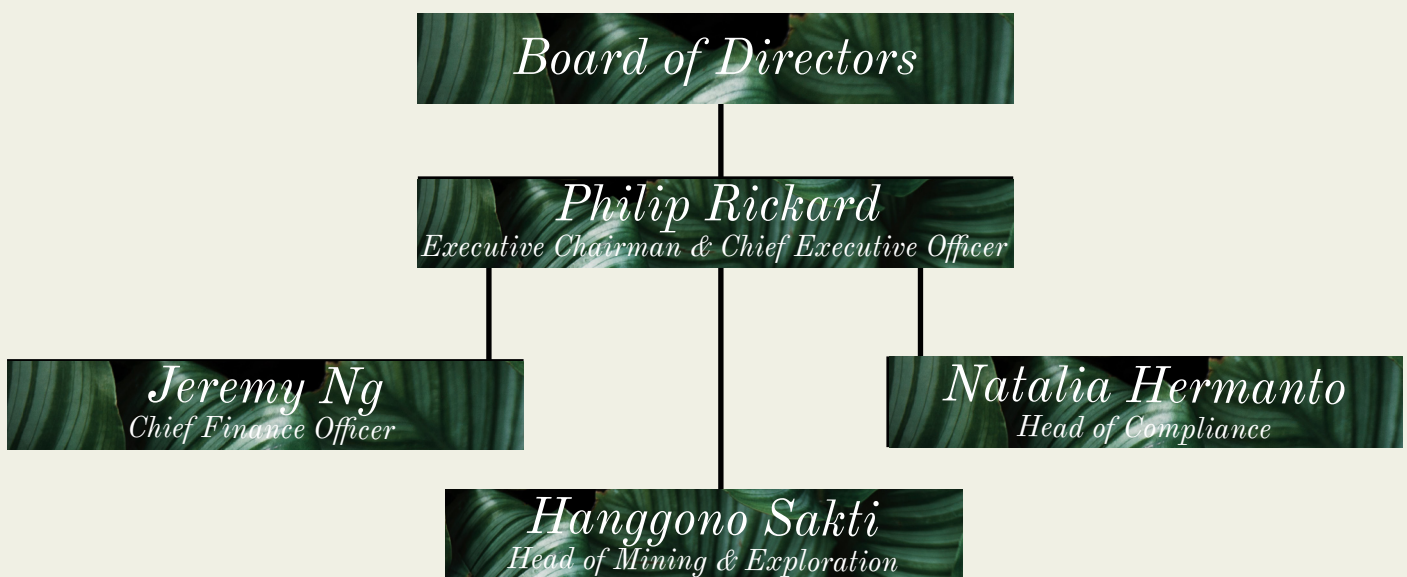 Board of Directors
Philip Rickard
Executive Chairman & Chief Executive Officer
Jeremy Ng
Chief Finance Officer
Natalia Hermanto
Head of Compliance
Hanggono Sakti
Head of Mining & Exploration